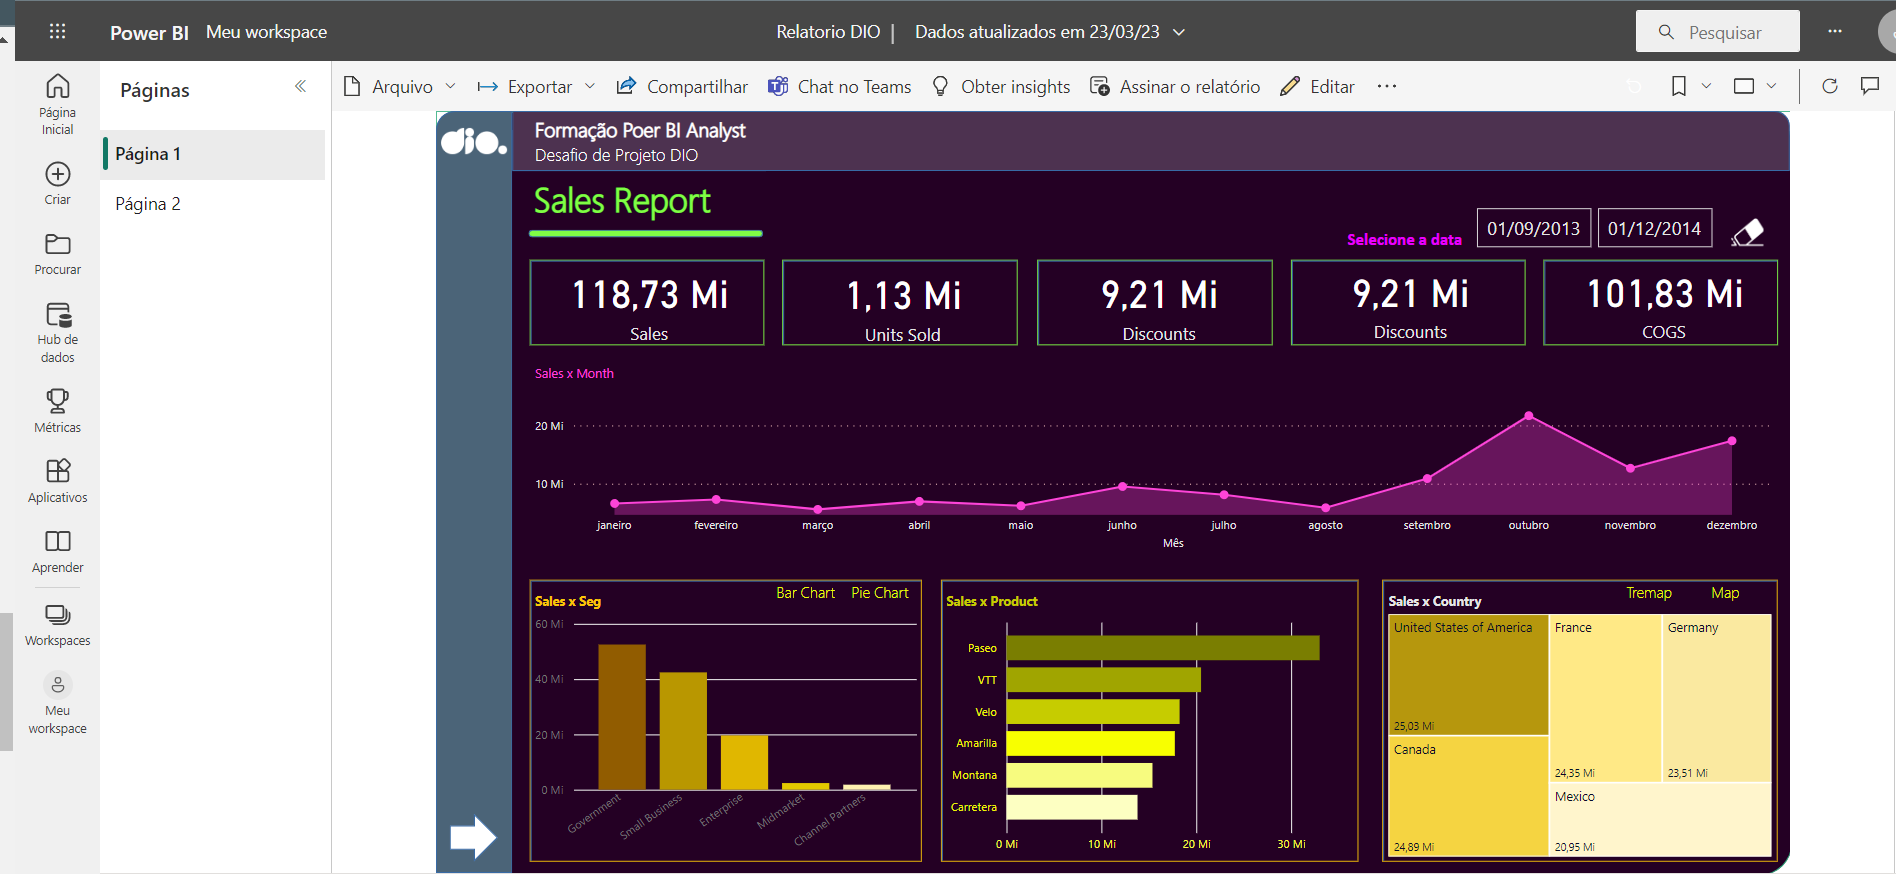 Power BI Meu workspace
Relatorio DIO | Dados atualizados em 23/03/23
Pesquisar
Página Inicial
Criar
Procurar
Hub de dados
Métricas
Aplicativos
Aprender
Workspaces
Meu workspace
Páginas
Página 1
Página 2
Arquivo Exportar Compartilhar Chat no Teams Obter insights Assinar o relatório Editar
dio.
Formação Poer BI Analyst
Desafio de Projeto DIO
Sales Report
Selecione a data 01/09/2013 01/12/2014
118,73 Mi
Sales
1,13 Mi
Units Sold
9,21 Mi
Discounts
9,21 Mi
Discounts
101,83 Mi
COGS
Sales x Month
20 Mi
10 Mi
janeiro fevereiro março abril maio junho julho agosto setembro outubro novembro dezembro
Mês
Sales x Seg
Bar Chart Pie Chart
60 Mi
40 Mi
20 Mi
0 Mi
Government Small Business Enterprise Midmarket Channel Partners
Sales x Product
Paseo
VTT
Velo
Amarilla
Montana
Carretera
0 Mi 10 Mi 20 Mi 30 Mi
Sales x Country
Tremap Map
United States of America
25,03 Mi
Canada
24,89 Mi
France
24,35 Mi
Germany
23,51 Mi
Mexico
20,95 Mi